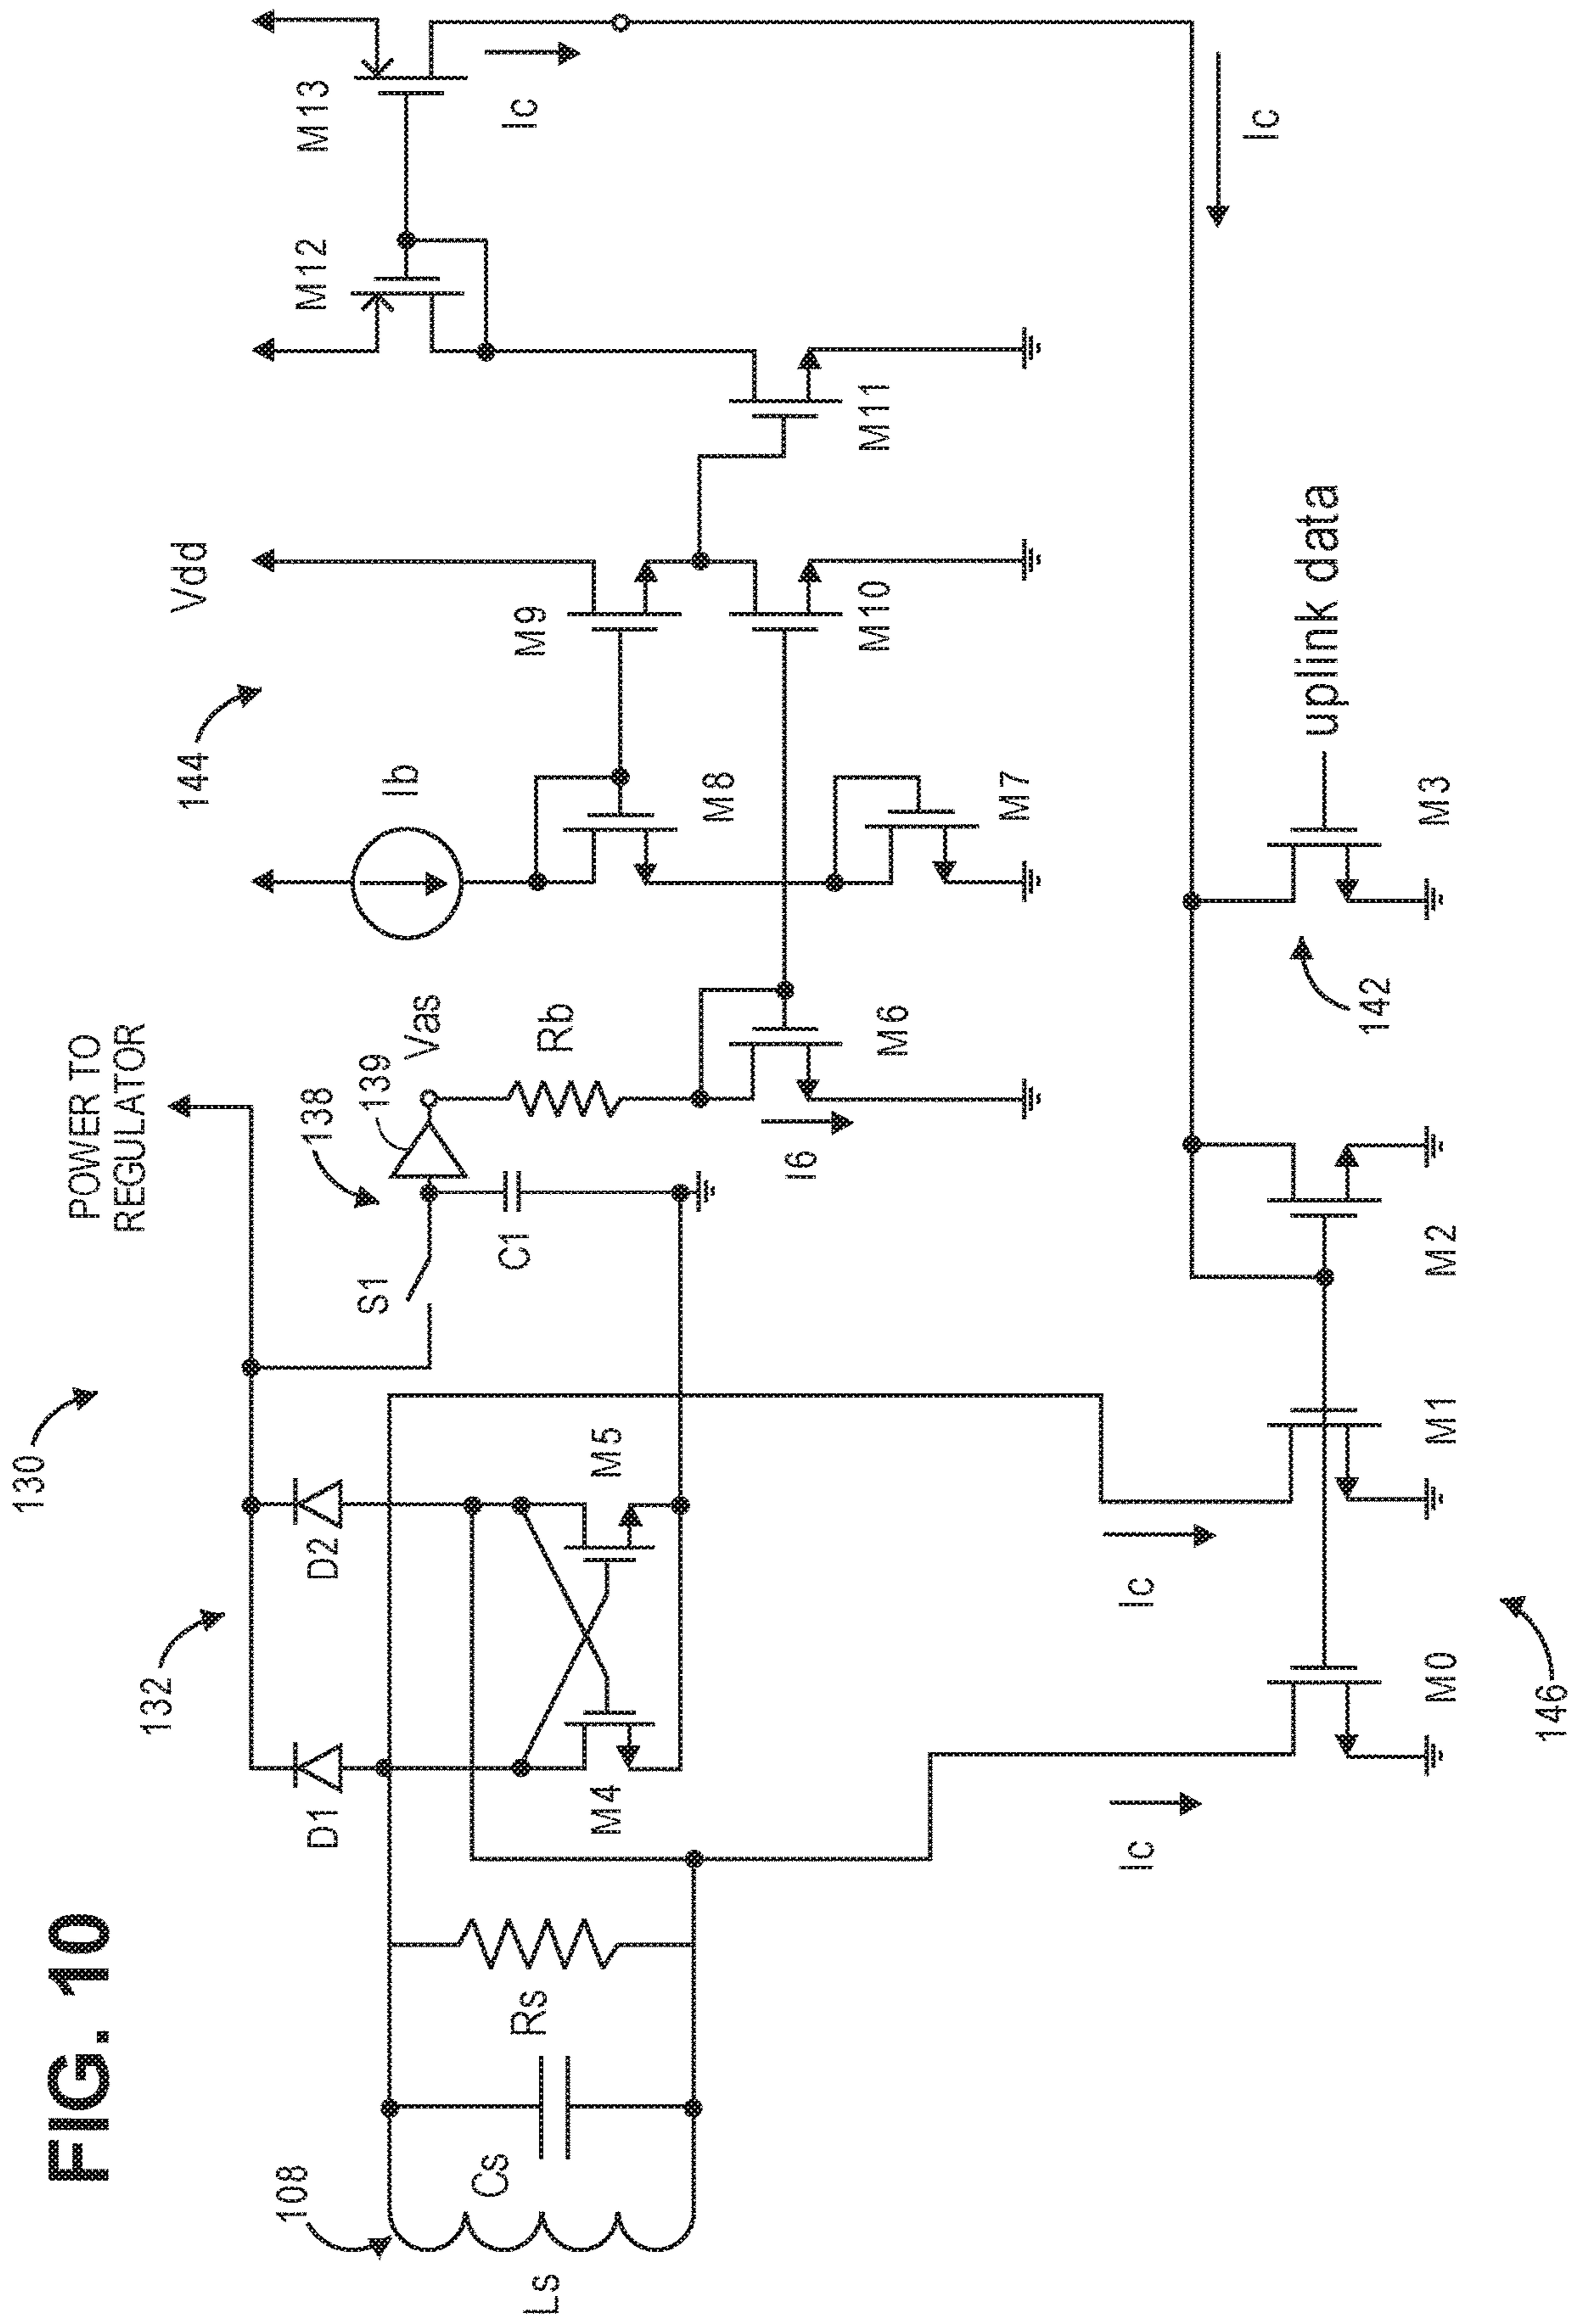 FIG. 10
130
POWER TO
REGULATOR
132
138
139
Vas
144
Vdd
Ib
M12
M13
Ic
D1
D2
S1
C1
Rb
M8
M9
108
Ls
Cs
Rs
M4
M5
I6
M6
M7
M10
M11
Ic
Ic
Ic
142
uplink data
M0
M1
M2
M3
146